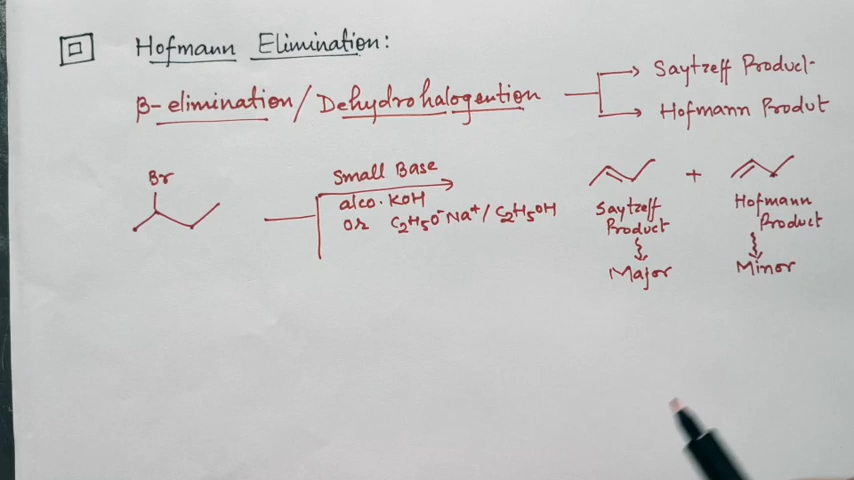 Hofmann Elimination:
β-elimination/Dehydrohalogention
Saytzeff Product
Hofmann Produt
Br
Small Base
alco. KOH
or C₂H₅O⁻Na⁺/C₂H₅OH
+
Saytzeff
Product
Major
Hofmann
Product
Minor